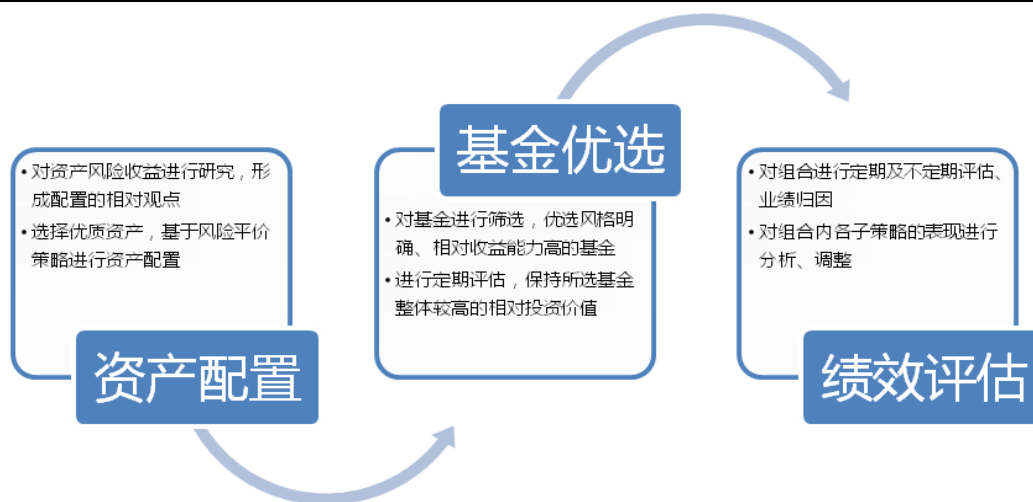 • 对资产风险收益进行研究，形
成配置的相对观点
• 选择优质资产，基于风险平价
策略进行资产配置
资产配置
基金优选
• 对基金进行筛选，优选风格明
确、相对收益能力高的基金
• 进行定期评估，保持所选基金
整体较高的相对投资价值
• 对组合进行定期及不定期评估、
业绩归因
• 对组合内各子策略的表现进行
分析、调整
绩效评估